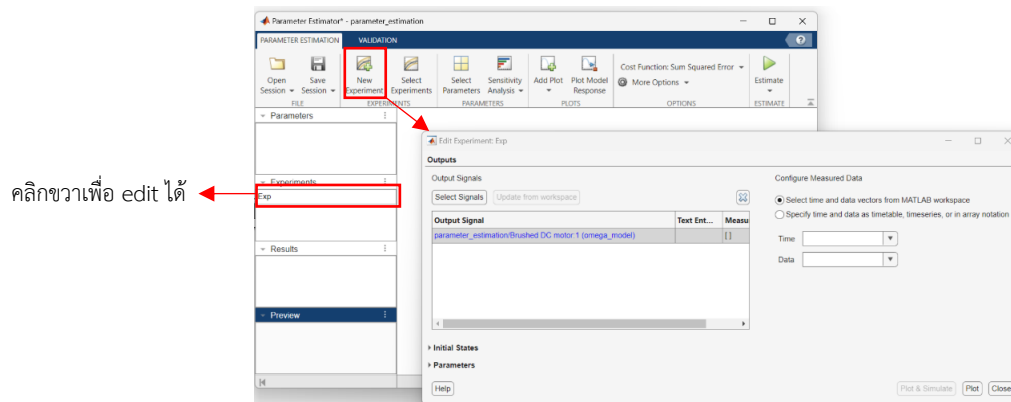 Parameter Estimator* - parameter_estimation
PARAMETER ESTIMATION VALIDATION
Open Session Save Session New Experiment Select Experiments Select Parameters Sensitivity Analysis Add Plot Plot Model Response Cost Function: Sum Squared Error More Options Estimate
FILE EXPERIMENTS PARAMETERS PLOTS OPTIONS ESTIMATE
Parameters
Experiments
Exp
Results
Preview
คลิกขวาเพื่อ edit ได้
Edit Experiment: Exp
Outputs
Output Signals
Select Signals Update from workspace
Output Signal Text Ent... Measu
parameter_estimation/Brushed DC motor:1 (omega_model) [ ]
Configure Measured Data
Select time and data vectors from MATLAB workspace
Specify time and data as timetable, timeseries, or in array notation
Time
Data
Initial States
Parameters
Help Plot & Simulate Plot Close